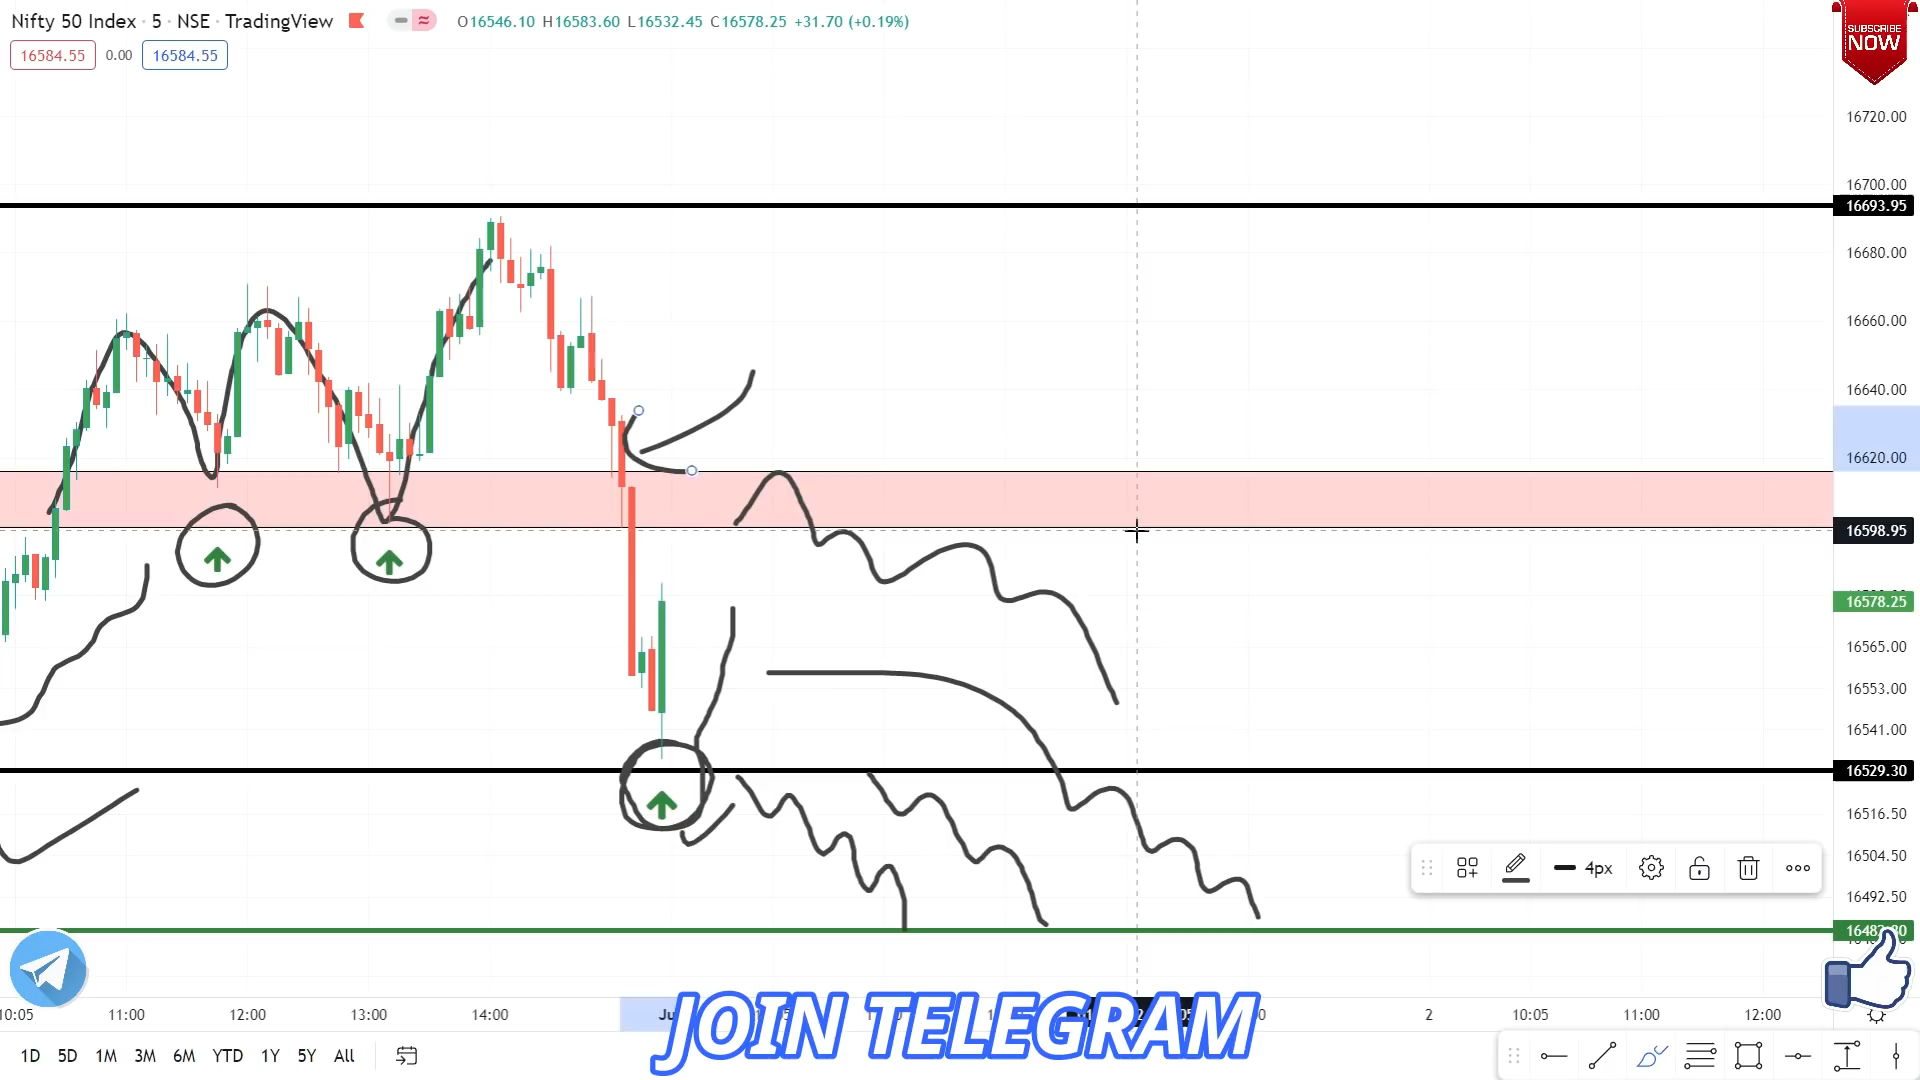 Nifty 50 Index · 5 · NSE · TradingView
O16546.10 H16583.60 L16532.45 C16578.25 +31.70 (+0.19%)
16584.55 0.00 16584.55
SUBSCRIBE
NOW
16720.00
16700.00
16693.95
16680.00
16660.00
16640.00
16620.00
16598.95
16578.25
16565.00
16553.00
16541.00
16529.30
16516.50
16504.50
16492.50
4px
10:05 11:00 12:00 13:00 14:00 2 10:05 11:00 12:00
JOIN TELEGRAM
1D 5D 1M 3M 6M YTD 1Y 5Y All